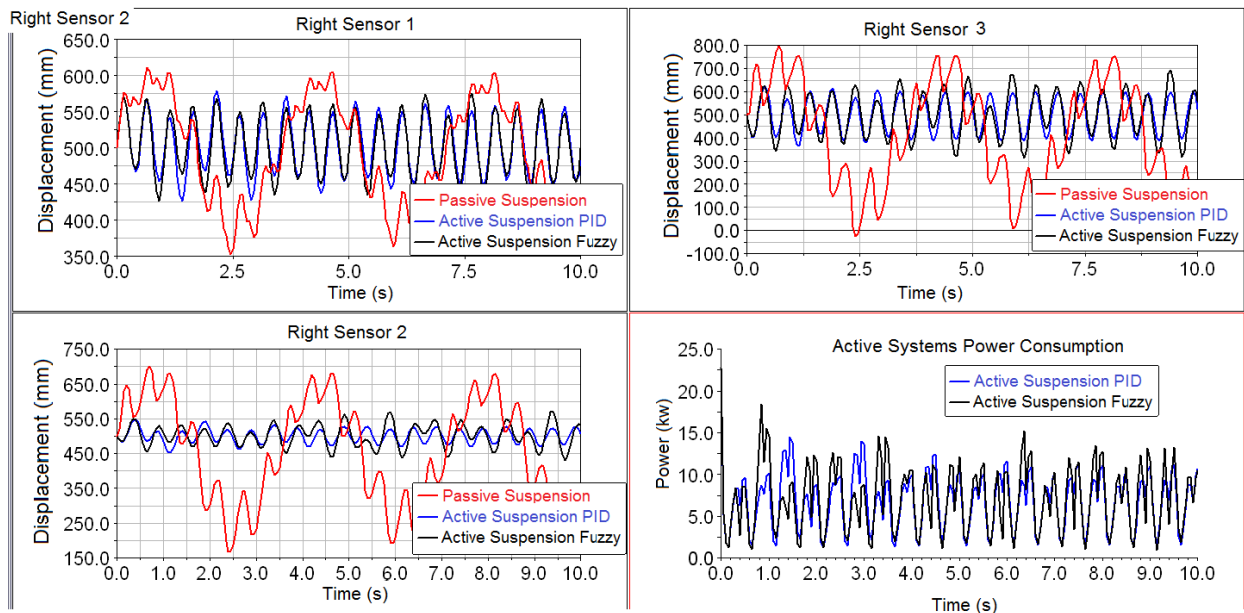 Right Sensor 2
Right Sensor 1
Displacement (mm)
650.0
600.0
550.0
500.0
450.0
400.0
350.0
Passive Suspension
Active Suspension PID
Active Suspension Fuzzy
0.0 2.5 5.0 7.5 10.0
Time (s)
Right Sensor 3
Displacement (mm)
800.0
700.0
600.0
500.0
400.0
300.0
200.0
100.0
0.0
-100.0
Passive Suspension
Active Suspension PID
Active Suspension Fuzzy
0.0 2.5 5.0 7.5 10.0
Time (s)
Right Sensor 2
Displacement (mm)
750.0
650.0
550.0
450.0
350.0
250.0
150.0
Passive Suspension
Active Suspension PID
Active Suspension Fuzzy
0.0 1.0 2.0 3.0 4.0 5.0 6.0 7.0 8.0 9.0 10.0
Time (s)
Active Systems Power Consumption
Power (kw)
25.0
20.0
15.0
10.0
5.0
0.0
Active Suspension PID
Active Suspension Fuzzy
0.0 1.0 2.0 3.0 4.0 5.0 6.0 7.0 8.0 9.0 10.0
Time (s)